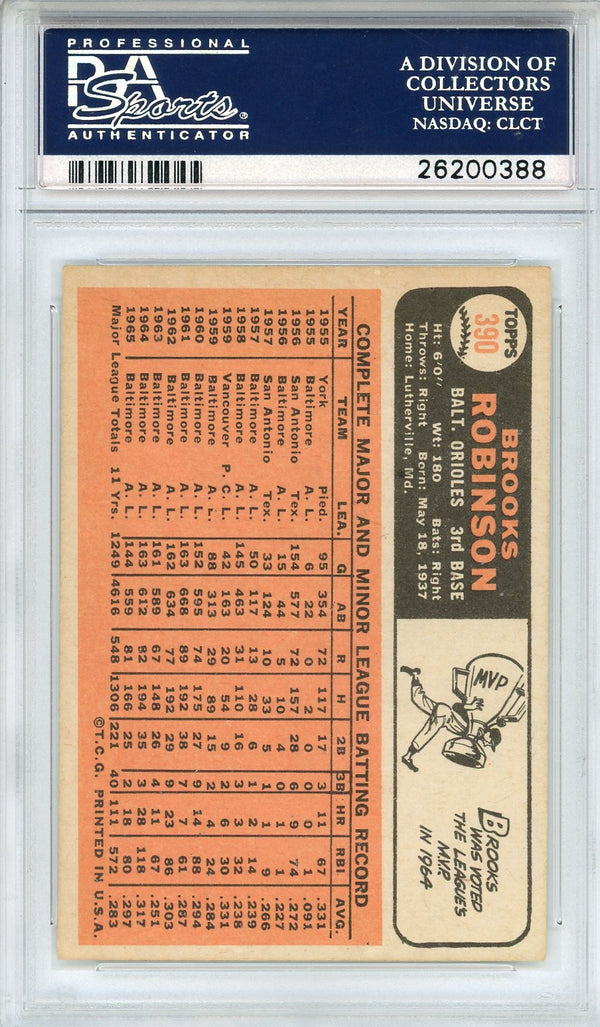 PROFESSIONAL
PSA
Sports®
AUTHENTICATOR
A DIVISION OF
COLLECTORS
UNIVERSE
NASDAQ: CLCT
26200388
TOPPS
390
BROOKS
ROBINSON
BALT. ORIOLES 3rd BASE
Ht: 6'0" Wt: 180 Bats: Right
Throws: Right Born: May 18, 1937
Home: Lutherville, Md.
MVP
BROOKS
WAS VOTED
THE LEAGUE'S
M.V.P.
IN 1964
COMPLETE MAJOR AND MINOR LEAGUE BATTING RECORD
YEAR TEAM LEA. G AB R H 2B 3B HR RBI AVG.
1955 York Pied. 95 354 72 117 17 3 11 67 .331
1955 Baltimore A. L. 6 22 0 2 0 0 0 1 .091
1956 San Antonio Tex. 154 577 72 157 28 6 9 74 .272
1956 Baltimore A. L. 15 44 5 10 4 0 1 1 .227
1957 San Antonio Tex. 33 124 10 33 5 1 1 9 .266
1957 Baltimore A. L. 50 117 13 28 6 1 2 14 .239
1958 Baltimore A. L. 145 463 31 110 16 3 3 32 .238
1959 Vancouver P.C.L. 42 163 20 54 9 2 6 30 .331
1959 Baltimore A. L. 88 313 29 89 15 2 4 24 .284
1960 Baltimore A. L. 152 595 74 175 27 9 14 88 .294
1961 Baltimore A. L. 163 668 89 192 38 7 7 61 .287
1962 Baltimore A. L. 162 634 77 192 29 9 23 86 .303
1963 Baltimore A. L. 161 589 67 148 26 4 11 67 .251
1964 Baltimore A. L. 163 612 82 194 35 3 28 118 .317
1965 Baltimore A. L. 144 559 81 166 25 2 18 80 .297
Major League Totals 11 Yrs. 1249 4616 548 1306 221 40 111 572 .283
©T.C.G. PRINTED IN U.S.A.